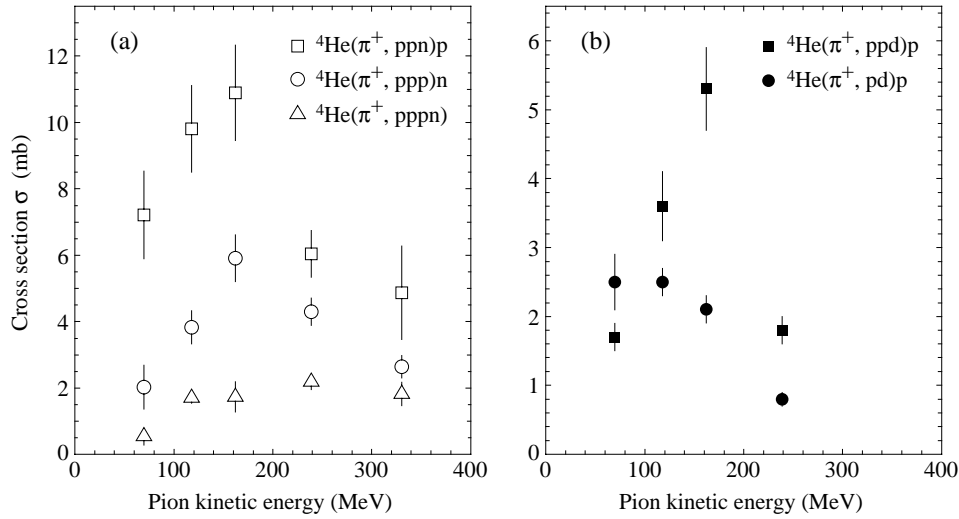 (a)
⁴He(π⁺, ppn)p
⁴He(π⁺, ppp)n
⁴He(π⁺, pppn)
12
10
8
6
4
2
0
Cross section σ (mb)
0
100
200
300
400
Pion kinetic energy (MeV)
(b)
⁴He(π⁺, ppd)p
⁴He(π⁺, pd)p
6
5
4
3
2
1
0
0
100
200
300
400
Pion kinetic energy (MeV)